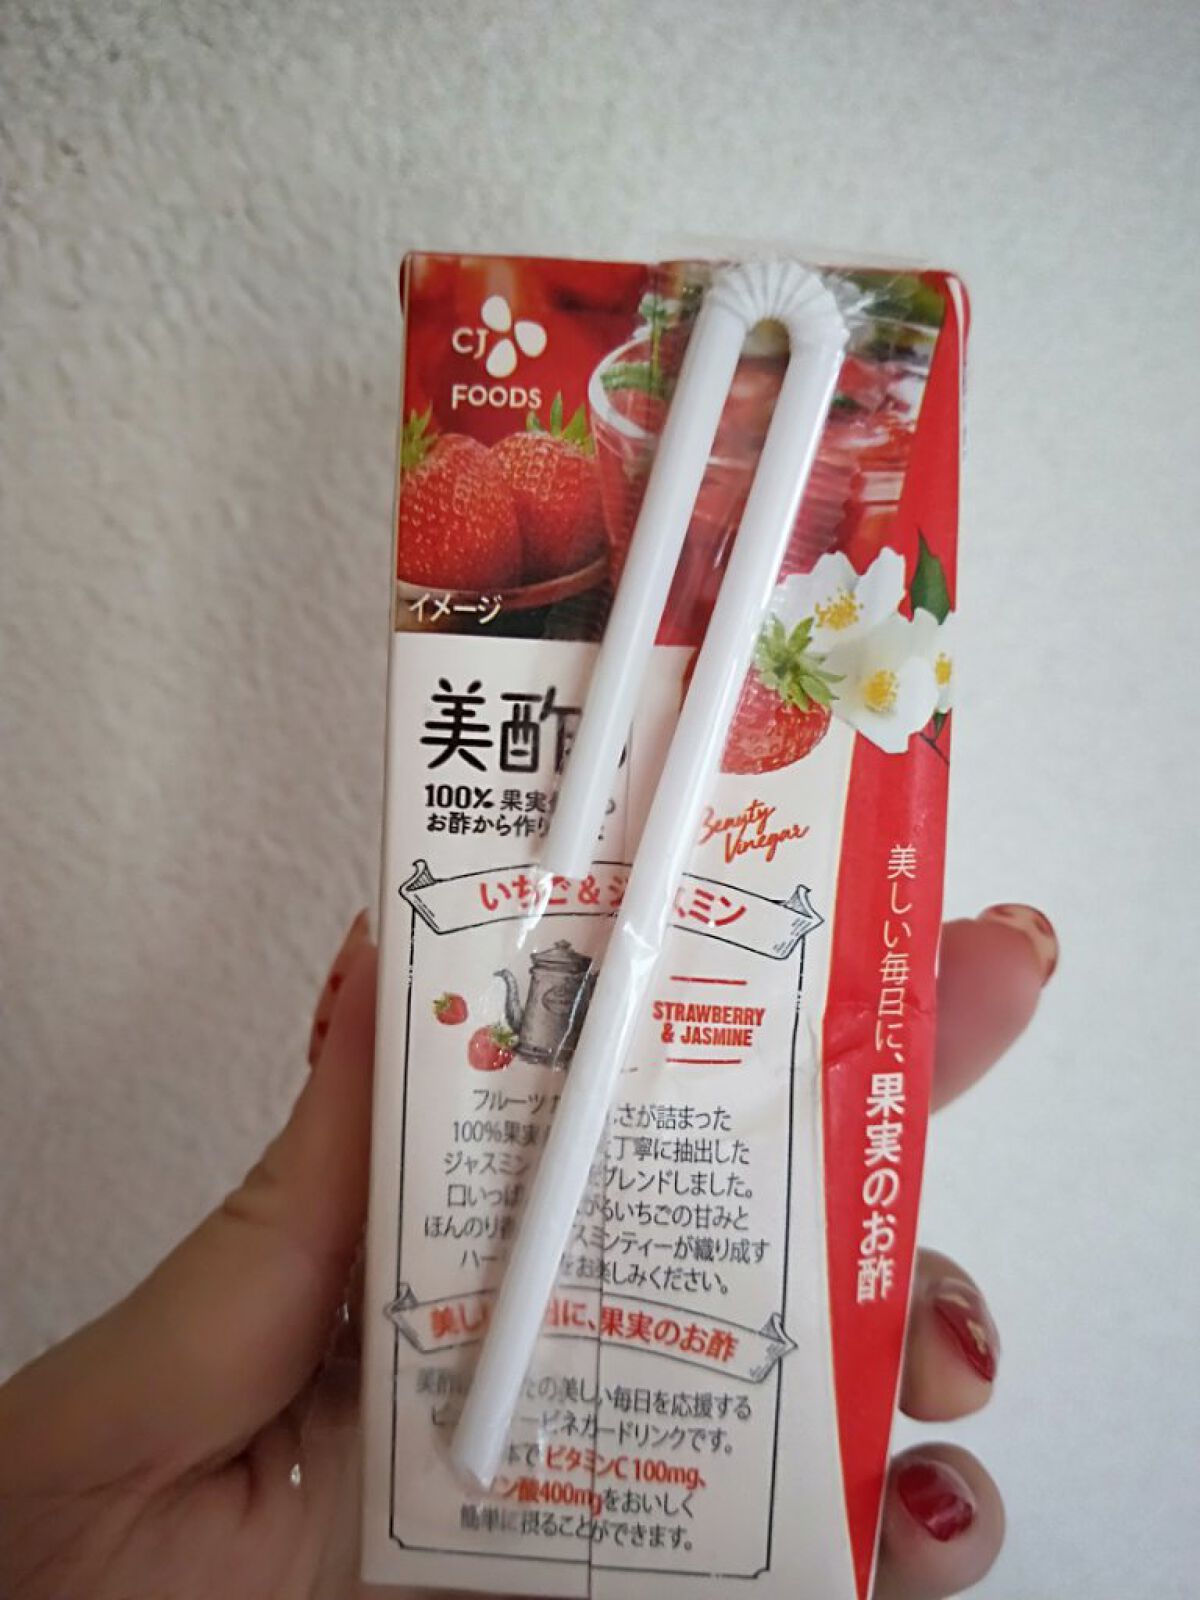 CJ
FOODS
イメージ
美酢
100% 果実
お酢から作り
Beauty
Vinegar
いちご&ジスミン
STRAWBERRY
& JASMINE
フルーツ さが詰まった
100%果実 丁寧に抽出した
ジャスミン ブレンドしました。
口いっぱ がるいちごの甘みと
ほんのり スミンティーが織り成す
ハー をお楽しみください。
美しい 日に、果実のお酢
美酢 たの美しい毎日を応援する
ビ ービネガードリンクです。
本で ビタミンC 100mg、
ン酸400mgをおいしく
簡単に摂ることができます。
美しい毎日に、果実のお酢